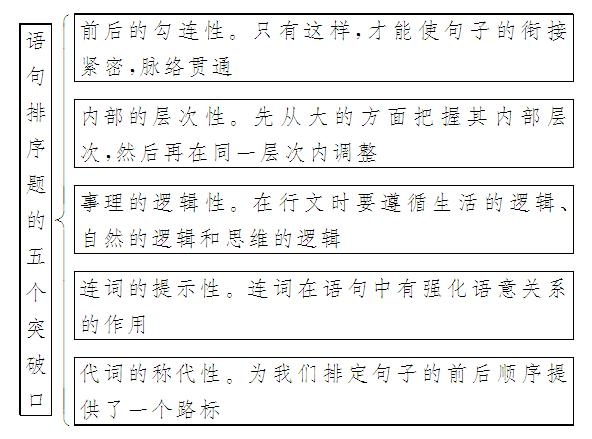 语句排序题的五个突破口
前后的勾连性。只有这样,才能使句子的衔接
紧密,脉络贯通
内部的层次性。先从大的方面把握其内部层
次,然后再在同一层次内调整
事理的逻辑性。在行文时要遵循生活的逻辑、
自然的逻辑和思维的逻辑
连词的提示性。连词在语句中有强化语意关系
的作用
代词的称代性。为我们排定句子的前后顺序提
供了一个路标